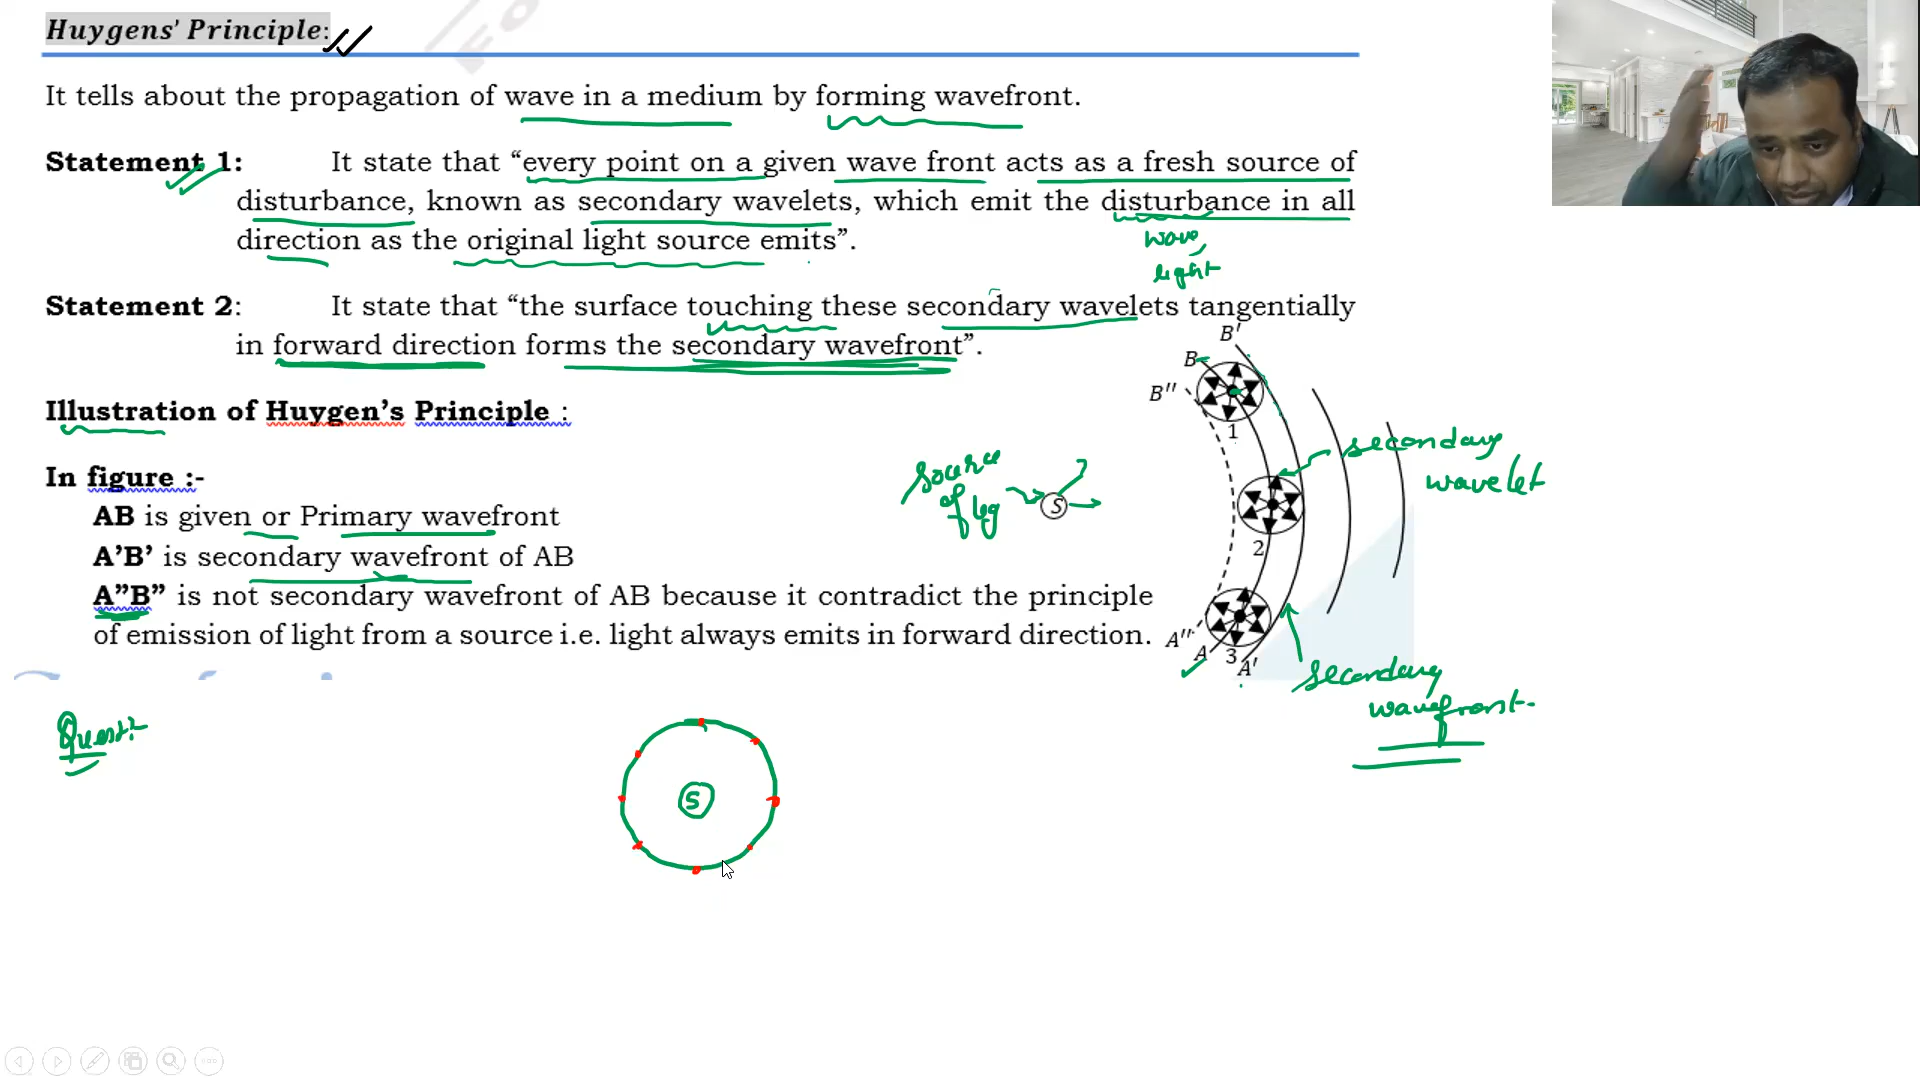 Huygens' Principle:
It tells about the propagation of wave in a medium by forming wavefront.
Statement 1: It state that “every point on a given wave front acts as a fresh source of
disturbance, known as secondary wavelets, which emit the disturbance in all
direction as the original light source emits”.
wave,
light
Statement 2: It state that “the surface touching these secondary wavelets tangentially
in forward direction forms the secondary wavefront”.
B'
B
B''
Illustration of Huygen’s Principle :
1
secondary
wavelet
source
of
S
In figure :-
AB is given or Primary wavefront
2
A’B’ is secondary wavefront of AB
A”B” is not secondary wavefront of AB because it contradict the principle
of emission of light from a source i.e. light always emits in forward direction.
A''
A
3
A'
secondary
wavefront.
S